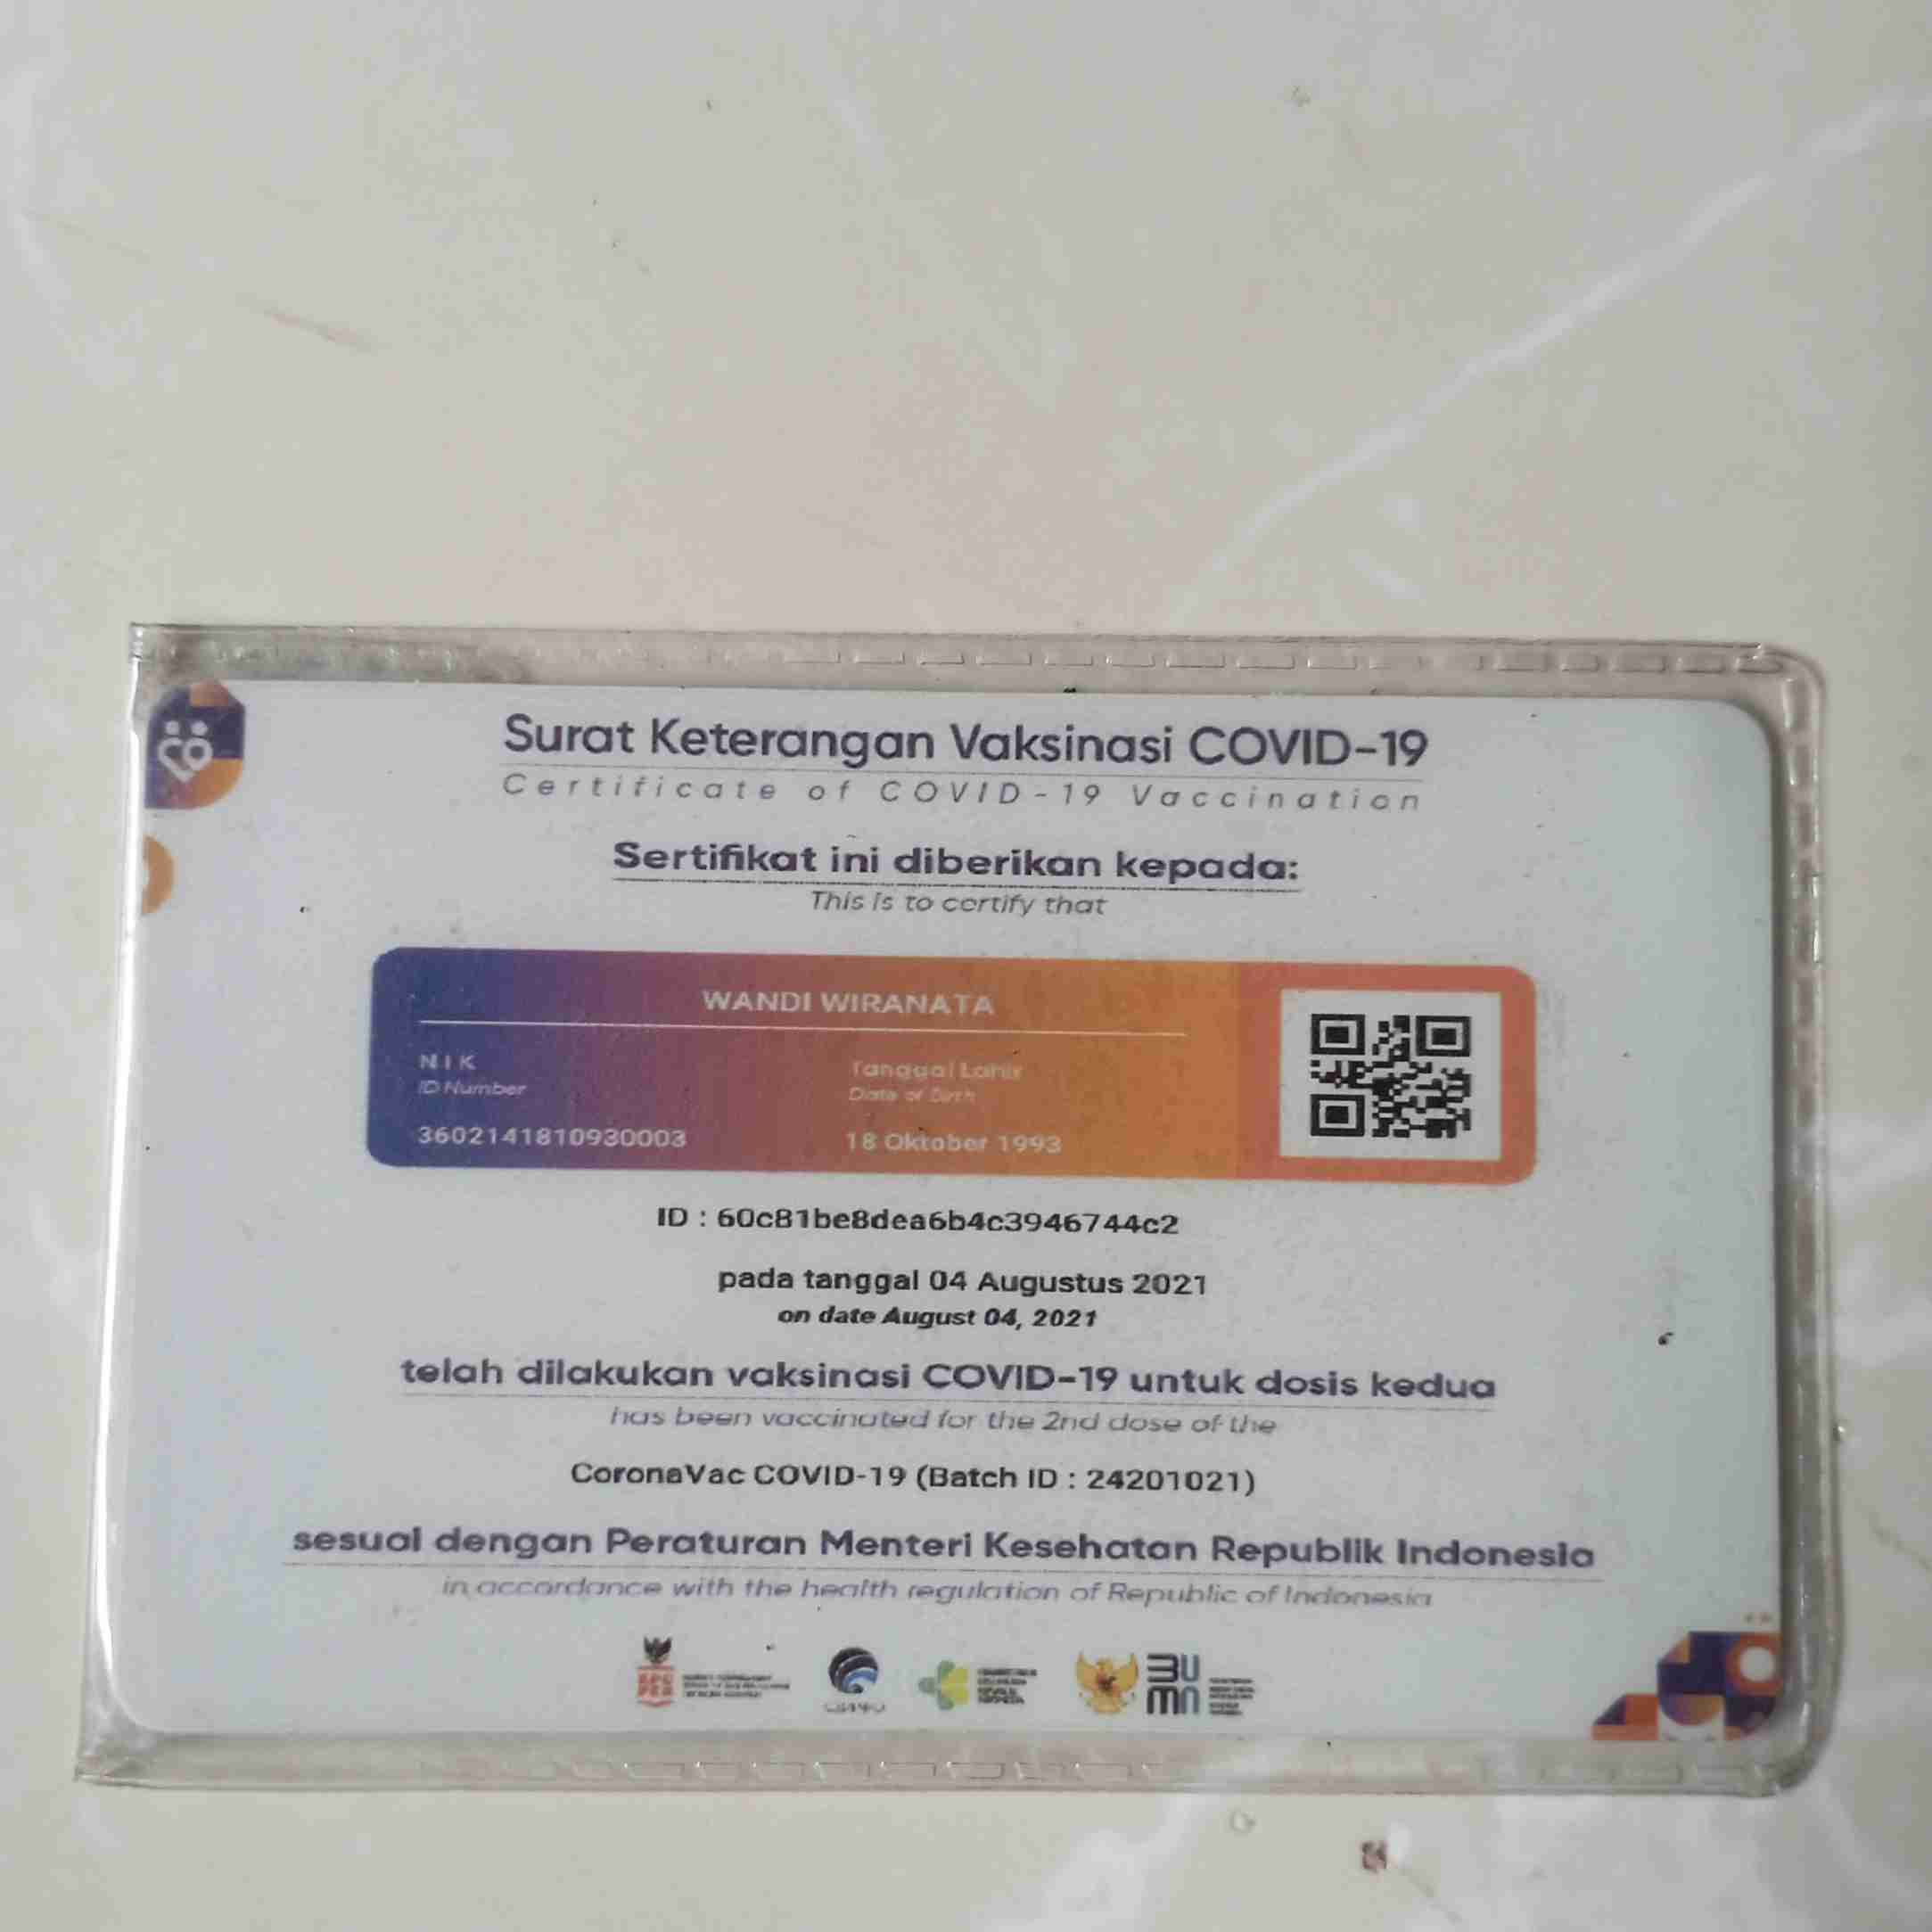 Surat Keterangan Vaksinasi COVID-19
Certificate of COVID-19 Vaccination
Sertifikat ini diberikan kepada:
This is to certify that
WANDI WIRANATA
NIK
Tanggal Lahir
ID Number
Date of Birth
3602141810930003
18 Oktober 1993
ID : 60c81be8dea6b4c3946744c2
pada tanggal 04 Augustus 2021
on date August 04, 2021
telah dilakukan vaksinasi COVID-19 untuk dosis kedua
has been vaccinated for the 2nd dose of the
CoronaVac COVID-19 (Batch ID : 24201021)
sesuai dengan Peraturan Menteri Kesehatan Republik Indonesia
in accordance with the health regulation of Republic of Indonesia
BUMN